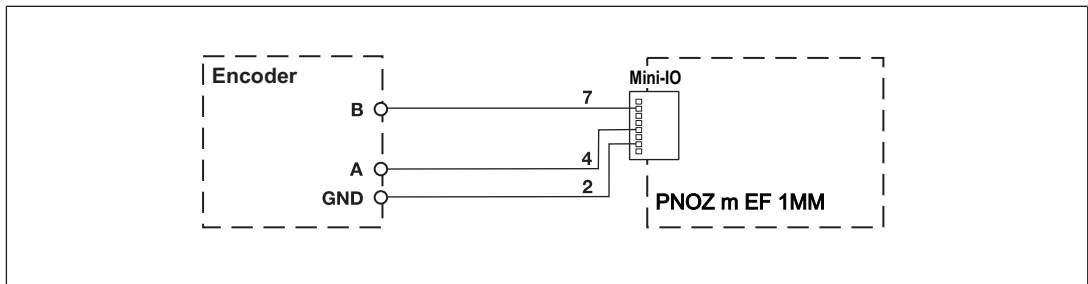 Encoder
Mini-IO
B
7
A
4
GND
2
PNOZ m EF 1MM